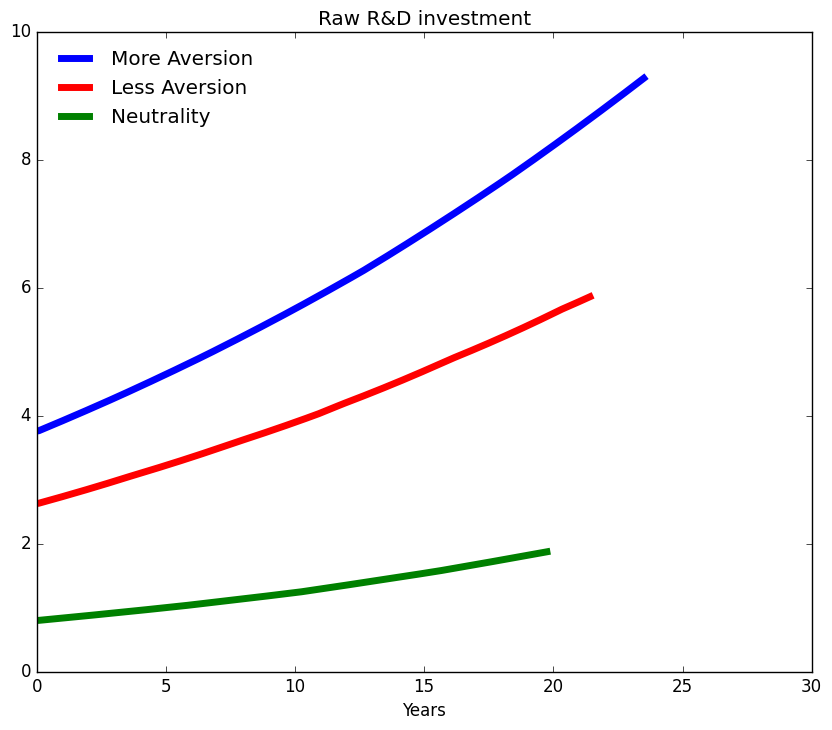 Raw R&D investment
10
More Aversion
Less Aversion
Neutrality
8
6
4
2
0
0 5 10 15 20 25 30
Years